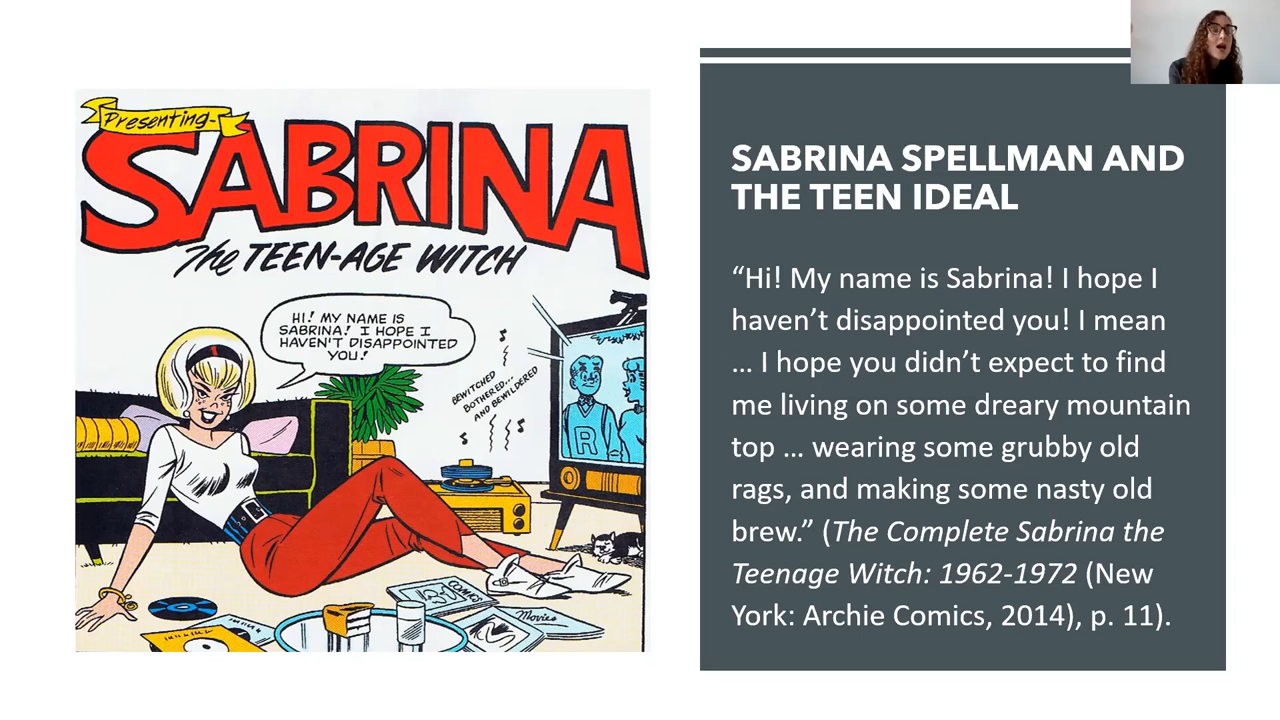 Presenting-
SABRINA
The TEEN-AGE WITCH
HI! MY NAME IS
SABRINA! I HOPE I
HAVEN'T DISAPPOINTED
YOU!
BEWITCHED
BOTHERED...
AND BEWILDERED
R
COMICS
Movies
SABRINA SPELLMAN AND
THE TEEN IDEAL
“Hi! My name is Sabrina! I hope I
haven’t disappointed you! I mean
… I hope you didn’t expect to find
me living on some dreary mountain
top … wearing some grubby old
rags, and making some nasty old
brew.” (The Complete Sabrina the
Teenage Witch: 1962-1972 (New
York: Archie Comics, 2014), p. 11).